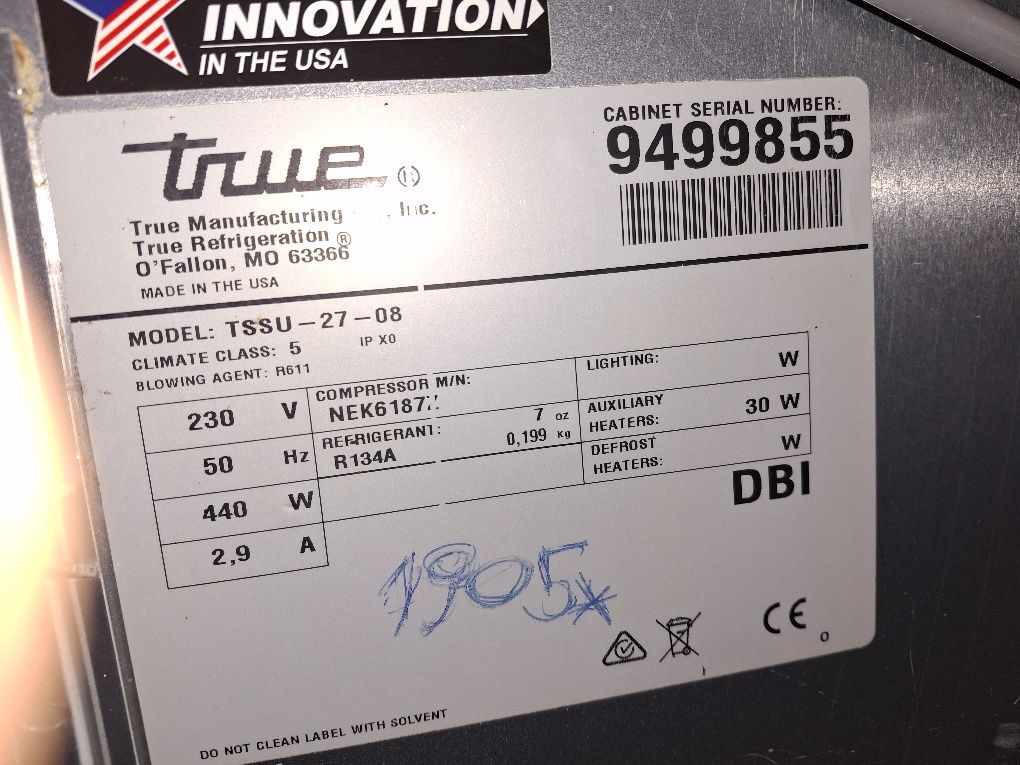 INNOVATION
IN THE USA
true ®
CABINET SERIAL NUMBER:
9499855
True Manufacturing Inc.
True Refrigeration ®
O'Fallon, MO 63366
MADE IN THE USA
MODEL: TSSU-27-08
CLIMATE CLASS: 5 IP X0
BLOWING AGENT: R611
230 V
50 Hz
440 W
2,9 A
COMPRESSOR M/N:
NEK6187
REFRIGERANT: 7 oz
R134A 0,199 Kg
LIGHTING: W
AUXILIARY
HEATERS: 30 W
DEFROST
HEATERS: W
DBI
1905*
CE
DO NOT CLEAN LABEL WITH SOLVENT